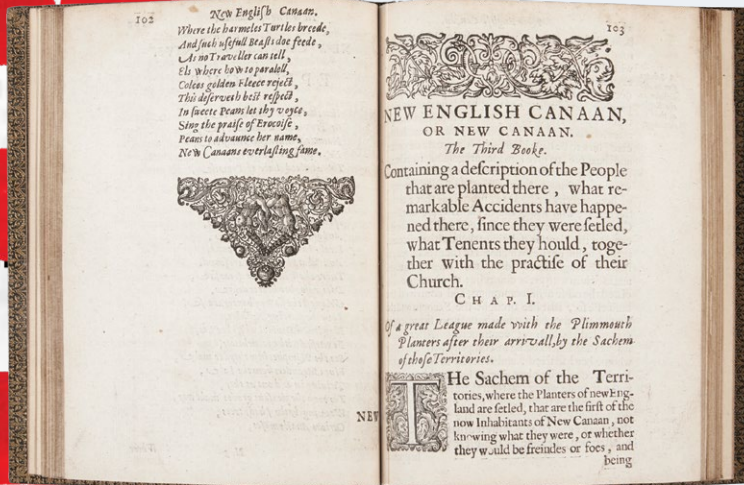 102
New Engliſh Canaan.
Where the harmeles Turtles breede,
And ſuch uſefull Beaſts doe feede,
As no Traveller can tell,
Els where how to paralell,
Colcos golden Fleece reject,
This deſerveth beſt reſpect,
In ſweete Peans let thy voyce,
Sing the praiſe of Erocoiſe,
Peans to advaunce her name,
New Canaans everlaſting fame.
NEW
103
NEW ENGLISH CANAAN,
OR NEW CANAAN.
The Third Booke.
Containing a deſcription of the People
that are planted there, what re-
markable Accidents have happe-
ned there, ſince they were ſetled,
what Tenents they hould, toge-
ther with the practiſe of their
Church.
CHAP. I.
Of a great League made with the Plimmouth
Planters after their arrivall, by the Sachem
of thoſe Territories.
THe Sachem of the Terri-
tories, where the Planters of new Eng-
land are ſetled, that are the firſt of the
now Inhabitants of New Canaan, not
knowing what they were, or whether
they would be freindes or foes, and
being